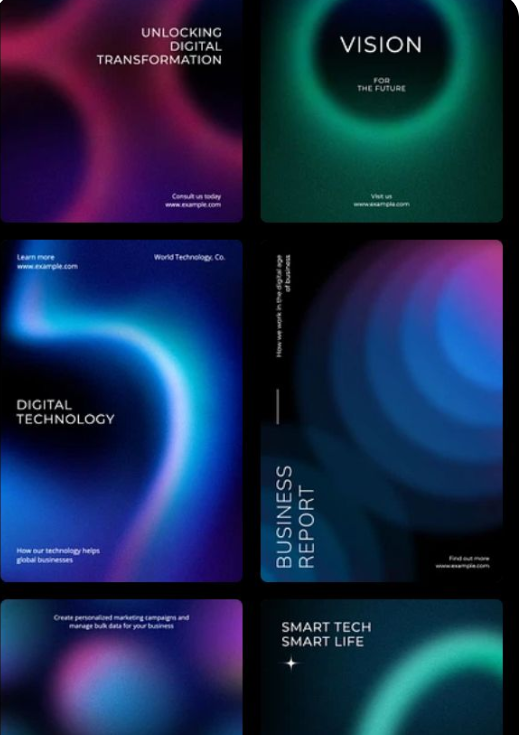 UNLOCKING
DIGITAL
TRANSFORMATION
Consult us today
www.example.com
VISION
FOR
THE FUTURE
Visit us
www.example.com
Learn more
www.example.com
World Technology, Co.
DIGITAL
TECHNOLOGY
How our technology helps
global businesses
How we work in the digital age
of business
BUSINESS
REPORT
Find out more
www.example.com
Create personalized marketing campaigns and
manage bulk data for your business
SMART TECH
SMART LIFE